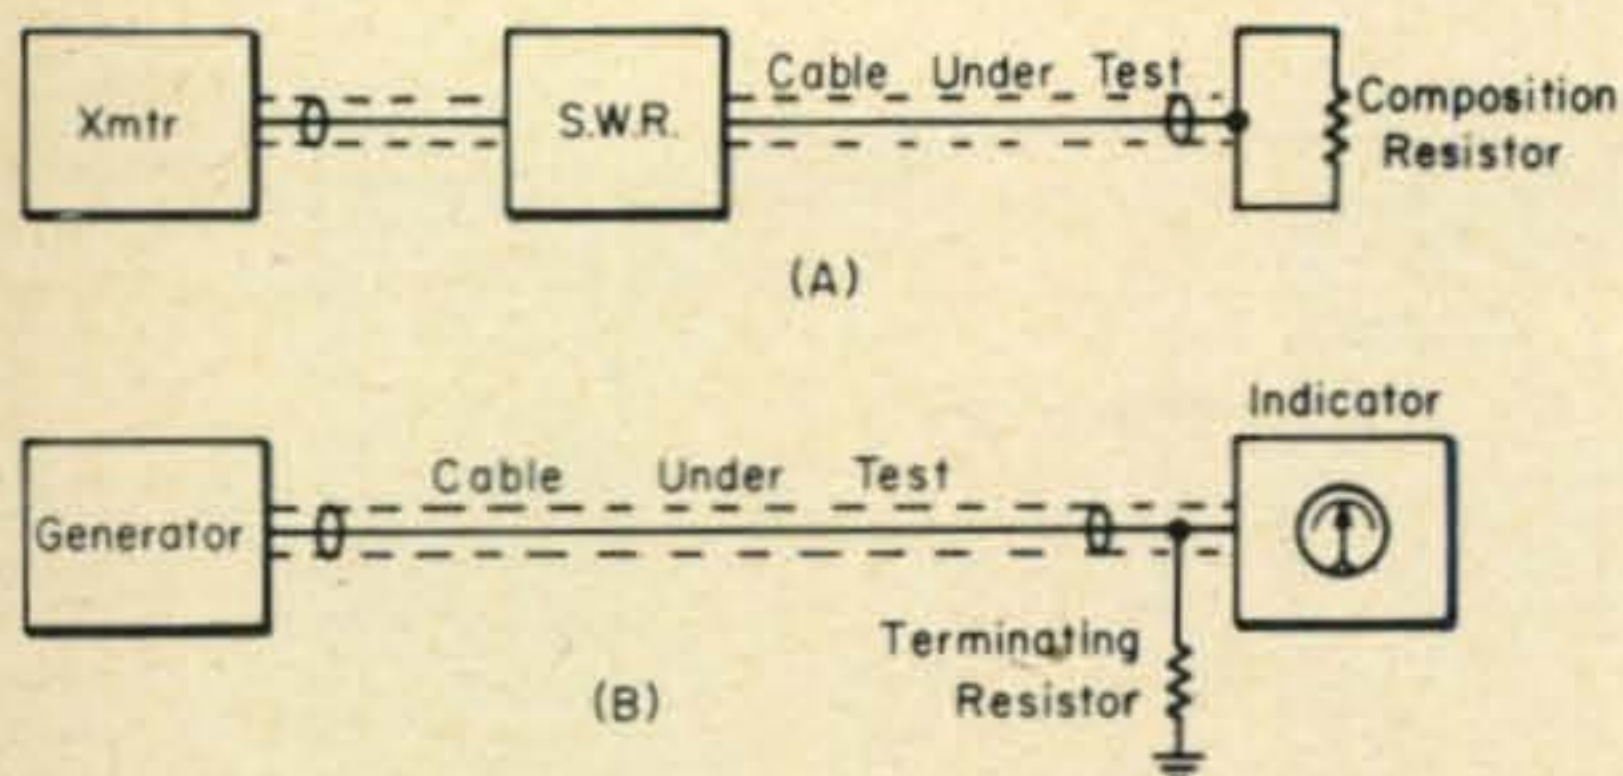 Xmtr
S.W.R.
Cable Under Test
Composition
Resistor
(A)
Indicator
Cable Under Test
Generator
Terminating
Resistor
(B)